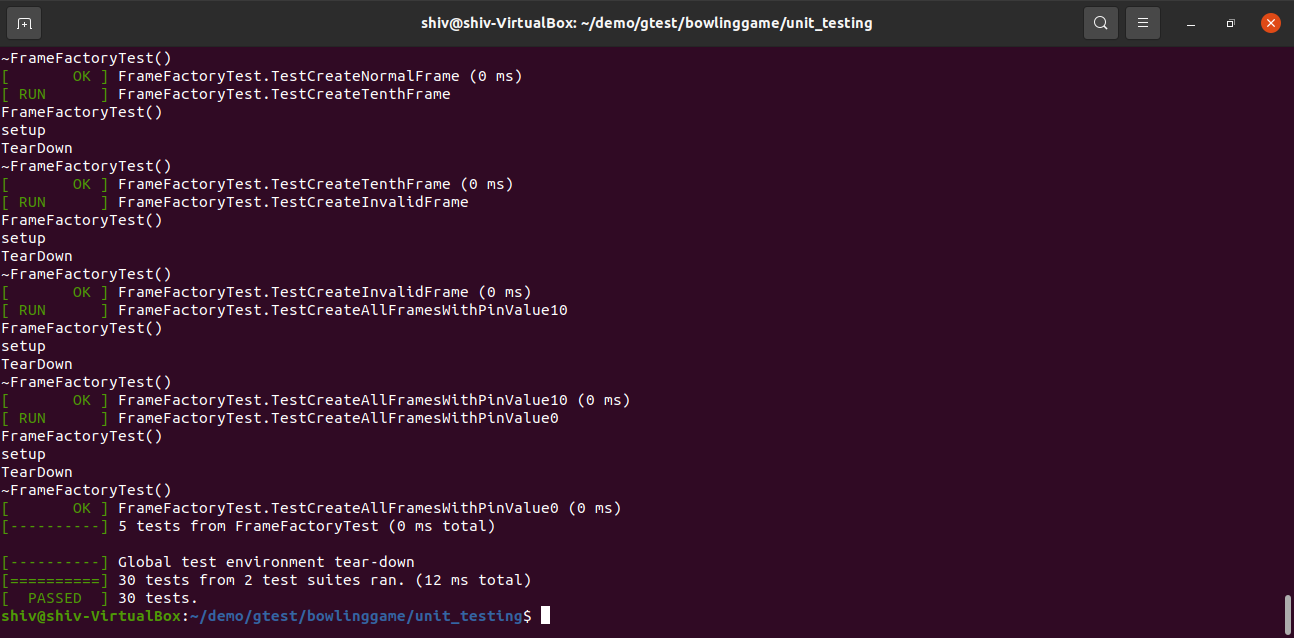 shiv@shiv-VirtualBox: ~/demo/gtest/bowlinggame/unit_testing
~FrameFactoryTest()
[       OK ] FrameFactoryTest.TestCreateNormalFrame (0 ms)
[ RUN      ] FrameFactoryTest.TestCreateTenthFrame
FrameFactoryTest()
setup
TearDown
~FrameFactoryTest()
[       OK ] FrameFactoryTest.TestCreateTenthFrame (0 ms)
[ RUN      ] FrameFactoryTest.TestCreateInvalidFrame
FrameFactoryTest()
setup
TearDown
~FrameFactoryTest()
[       OK ] FrameFactoryTest.TestCreateInvalidFrame (0 ms)
[ RUN      ] FrameFactoryTest.TestCreateAllFramesWithPinValue10
FrameFactoryTest()
setup
TearDown
~FrameFactoryTest()
[       OK ] FrameFactoryTest.TestCreateAllFramesWithPinValue10 (0 ms)
[ RUN      ] FrameFactoryTest.TestCreateAllFramesWithPinValue0
FrameFactoryTest()
setup
TearDown
~FrameFactoryTest()
[       OK ] FrameFactoryTest.TestCreateAllFramesWithPinValue0 (0 ms)
[----------] 5 tests from FrameFactoryTest (0 ms total)

[----------] Global test environment tear-down
[==========] 30 tests from 2 test suites ran. (12 ms total)
[  PASSED  ] 30 tests.
shiv@shiv-VirtualBox:~/demo/gtest/bowlinggame/unit_testing$